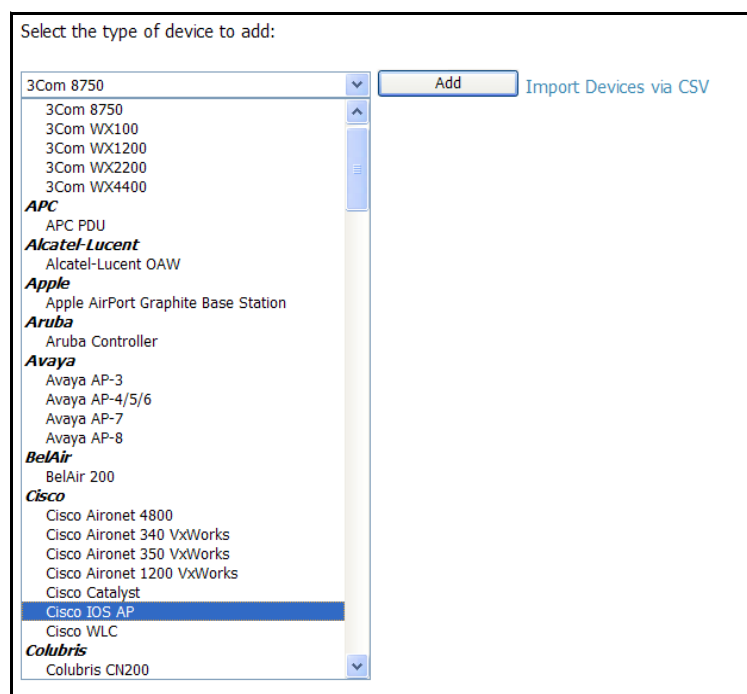 Select the type of device to add:
3Com 8750 Add Import Devices via CSV
3Com 8750
3Com WX100
3Com WX1200
3Com WX2200
3Com WX4400
APC
APC PDU
Alcatel-Lucent
Alcatel-Lucent OAW
Apple
Apple AirPort Graphite Base Station
Aruba
Aruba Controller
Avaya
Avaya AP-3
Avaya AP-4/5/6
Avaya AP-7
Avaya AP-8
BelAir
BelAir 200
Cisco
Cisco Aironet 4800
Cisco Aironet 340 VxWorks
Cisco Aironet 350 VxWorks
Cisco Aironet 1200 VxWorks
Cisco Catalyst
Cisco IOS AP
Cisco WLC
Colubris
Colubris CN200